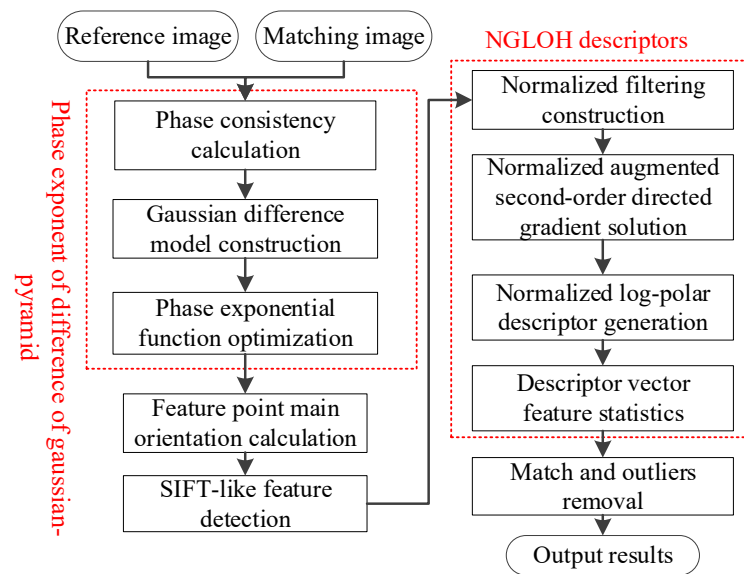 Reference image
Matching image
Phase exponent of difference of gaussian-
pyramid
Phase consistency
calculation
Gaussian difference
model construction
Phase exponential
function optimization
Feature point main
orientation calculation
SIFT-like feature
detection
NGLOH descriptors
Normalized filtering
construction
Normalized augmented
second-order directed
gradient solution
Normalized log-polar
descriptor generation
Descriptor vector
feature statistics
Match and outliers
removal
Output results